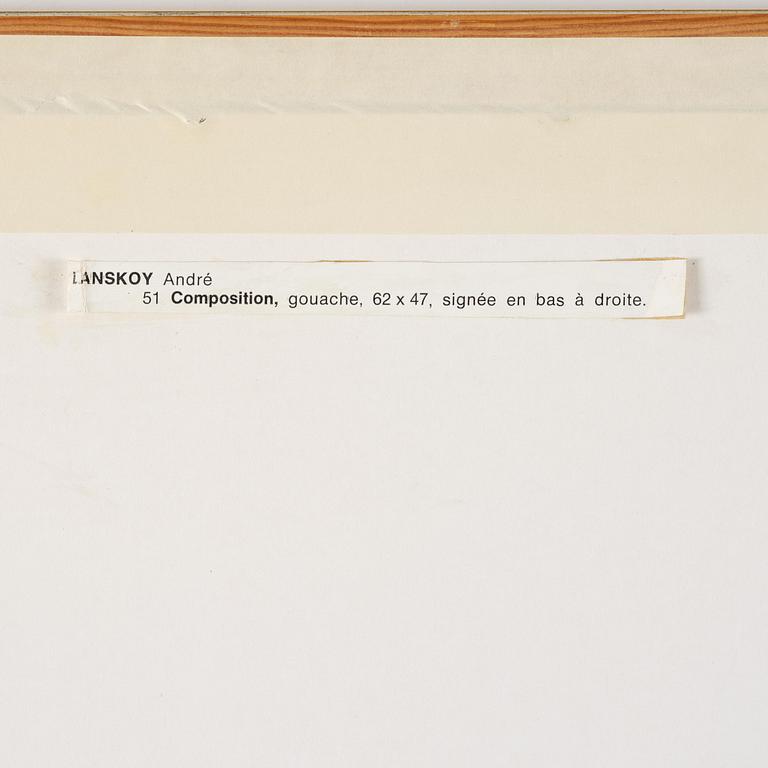 LANSKOY André
51 Composition, gouache, 62 x 47, signée en bas à droite.